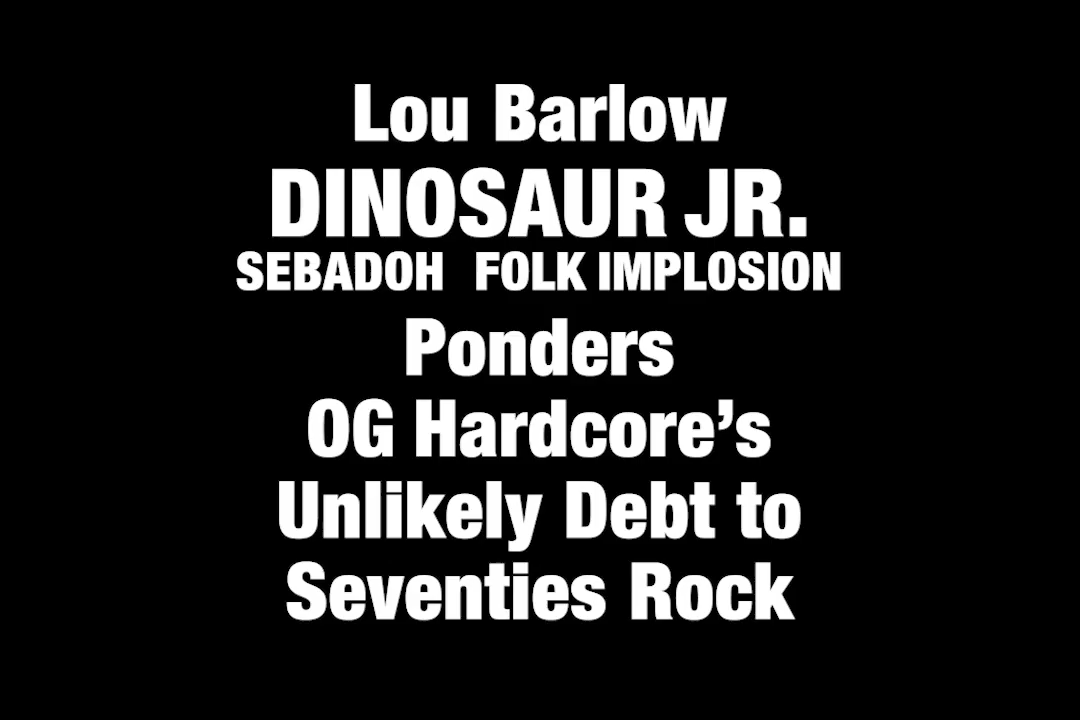 Lou Barlow
DINOSAUR JR.
SEBADOH FOLK IMPLOSION
Ponders
OG Hardcore’s
Unlikely Debt to
Seventies Rock